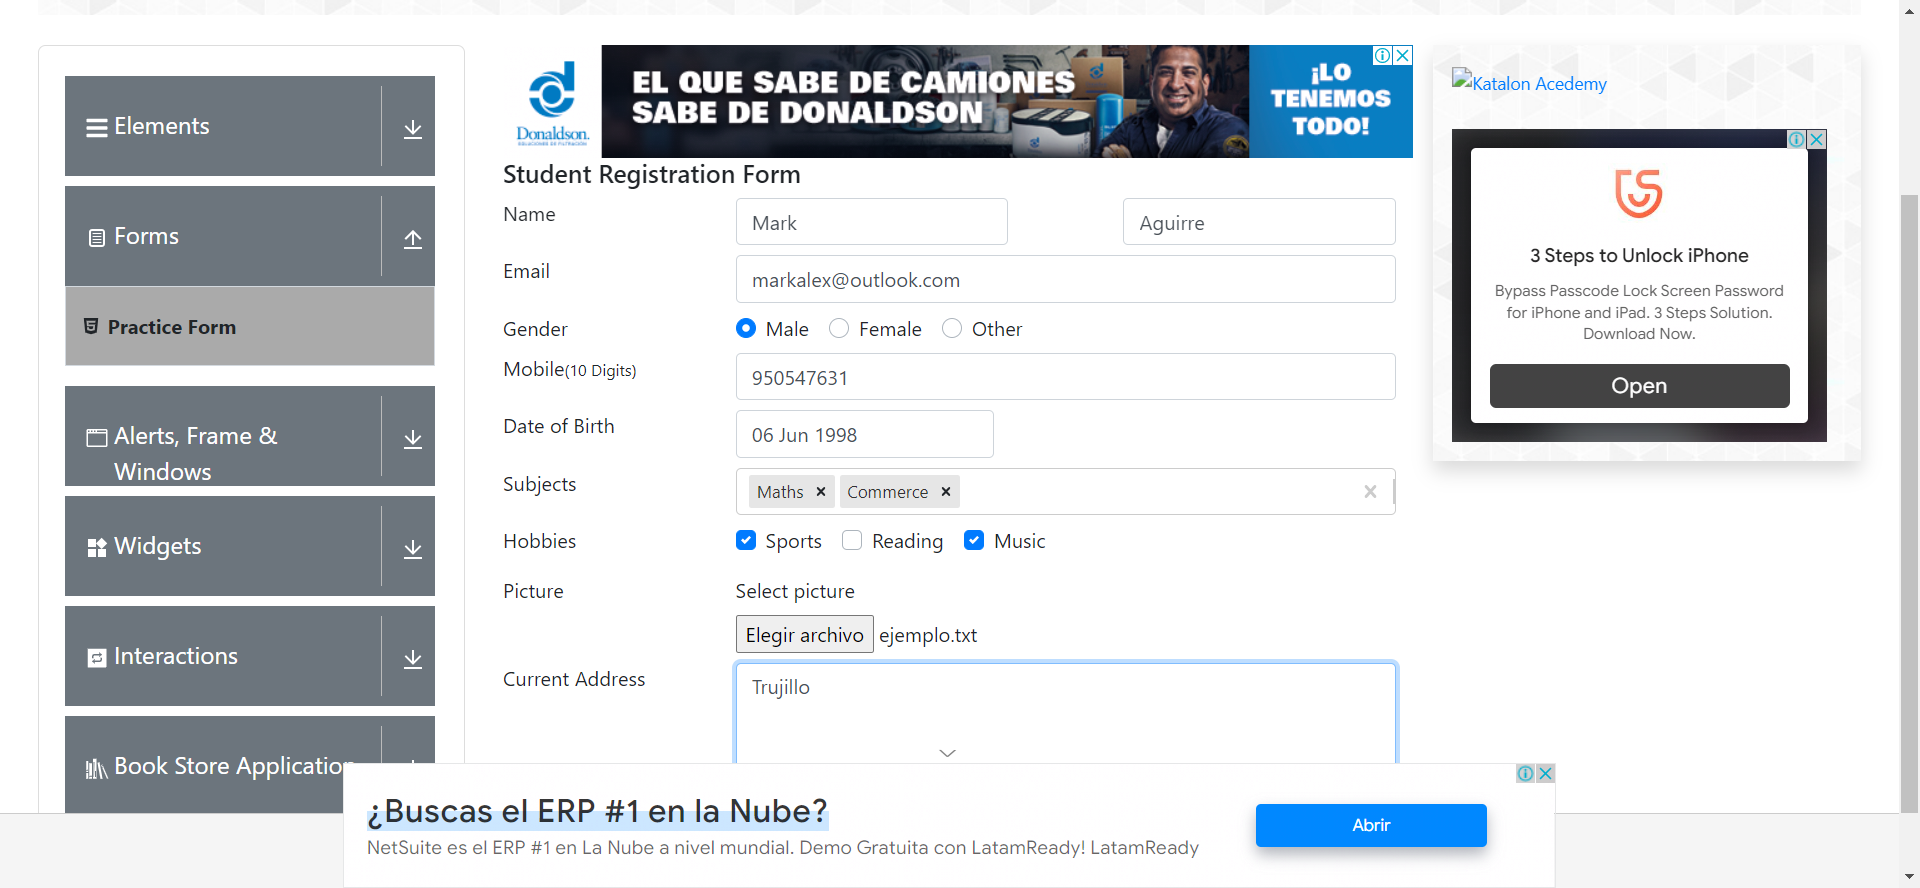 Elements
Forms
Practice Form
Alerts, Frame &
Windows
Widgets
Interactions
Book Store Application
Donaldson.
SOLUCIONES DE FILTRACIÓN
EL QUE SABE DE CAMIONES
SABE DE DONALDSON
¡LO
TENEMOS
TODO!
Student Registration Form
Name
Mark
Aguirre
Email
markalex@outlook.com
Gender
Male
Female
Other
Mobile(10 Digits)
950547631
Date of Birth
06 Jun 1998
Subjects
Maths
Commerce
Hobbies
Sports
Reading
Music
Picture
Select picture
Elegir archivo ejemplo.txt
Current Address
Trujillo
Katalon Acedemy
3 Steps to Unlock iPhone
Bypass Passcode Lock Screen Password
for iPhone and iPad. 3 Steps Solution.
Download Now.
Open
¿Buscas el ERP #1 en la Nube?
NetSuite es el ERP #1 en La Nube a nivel mundial. Demo Gratuita con LatamReady! LatamReady
Abrir